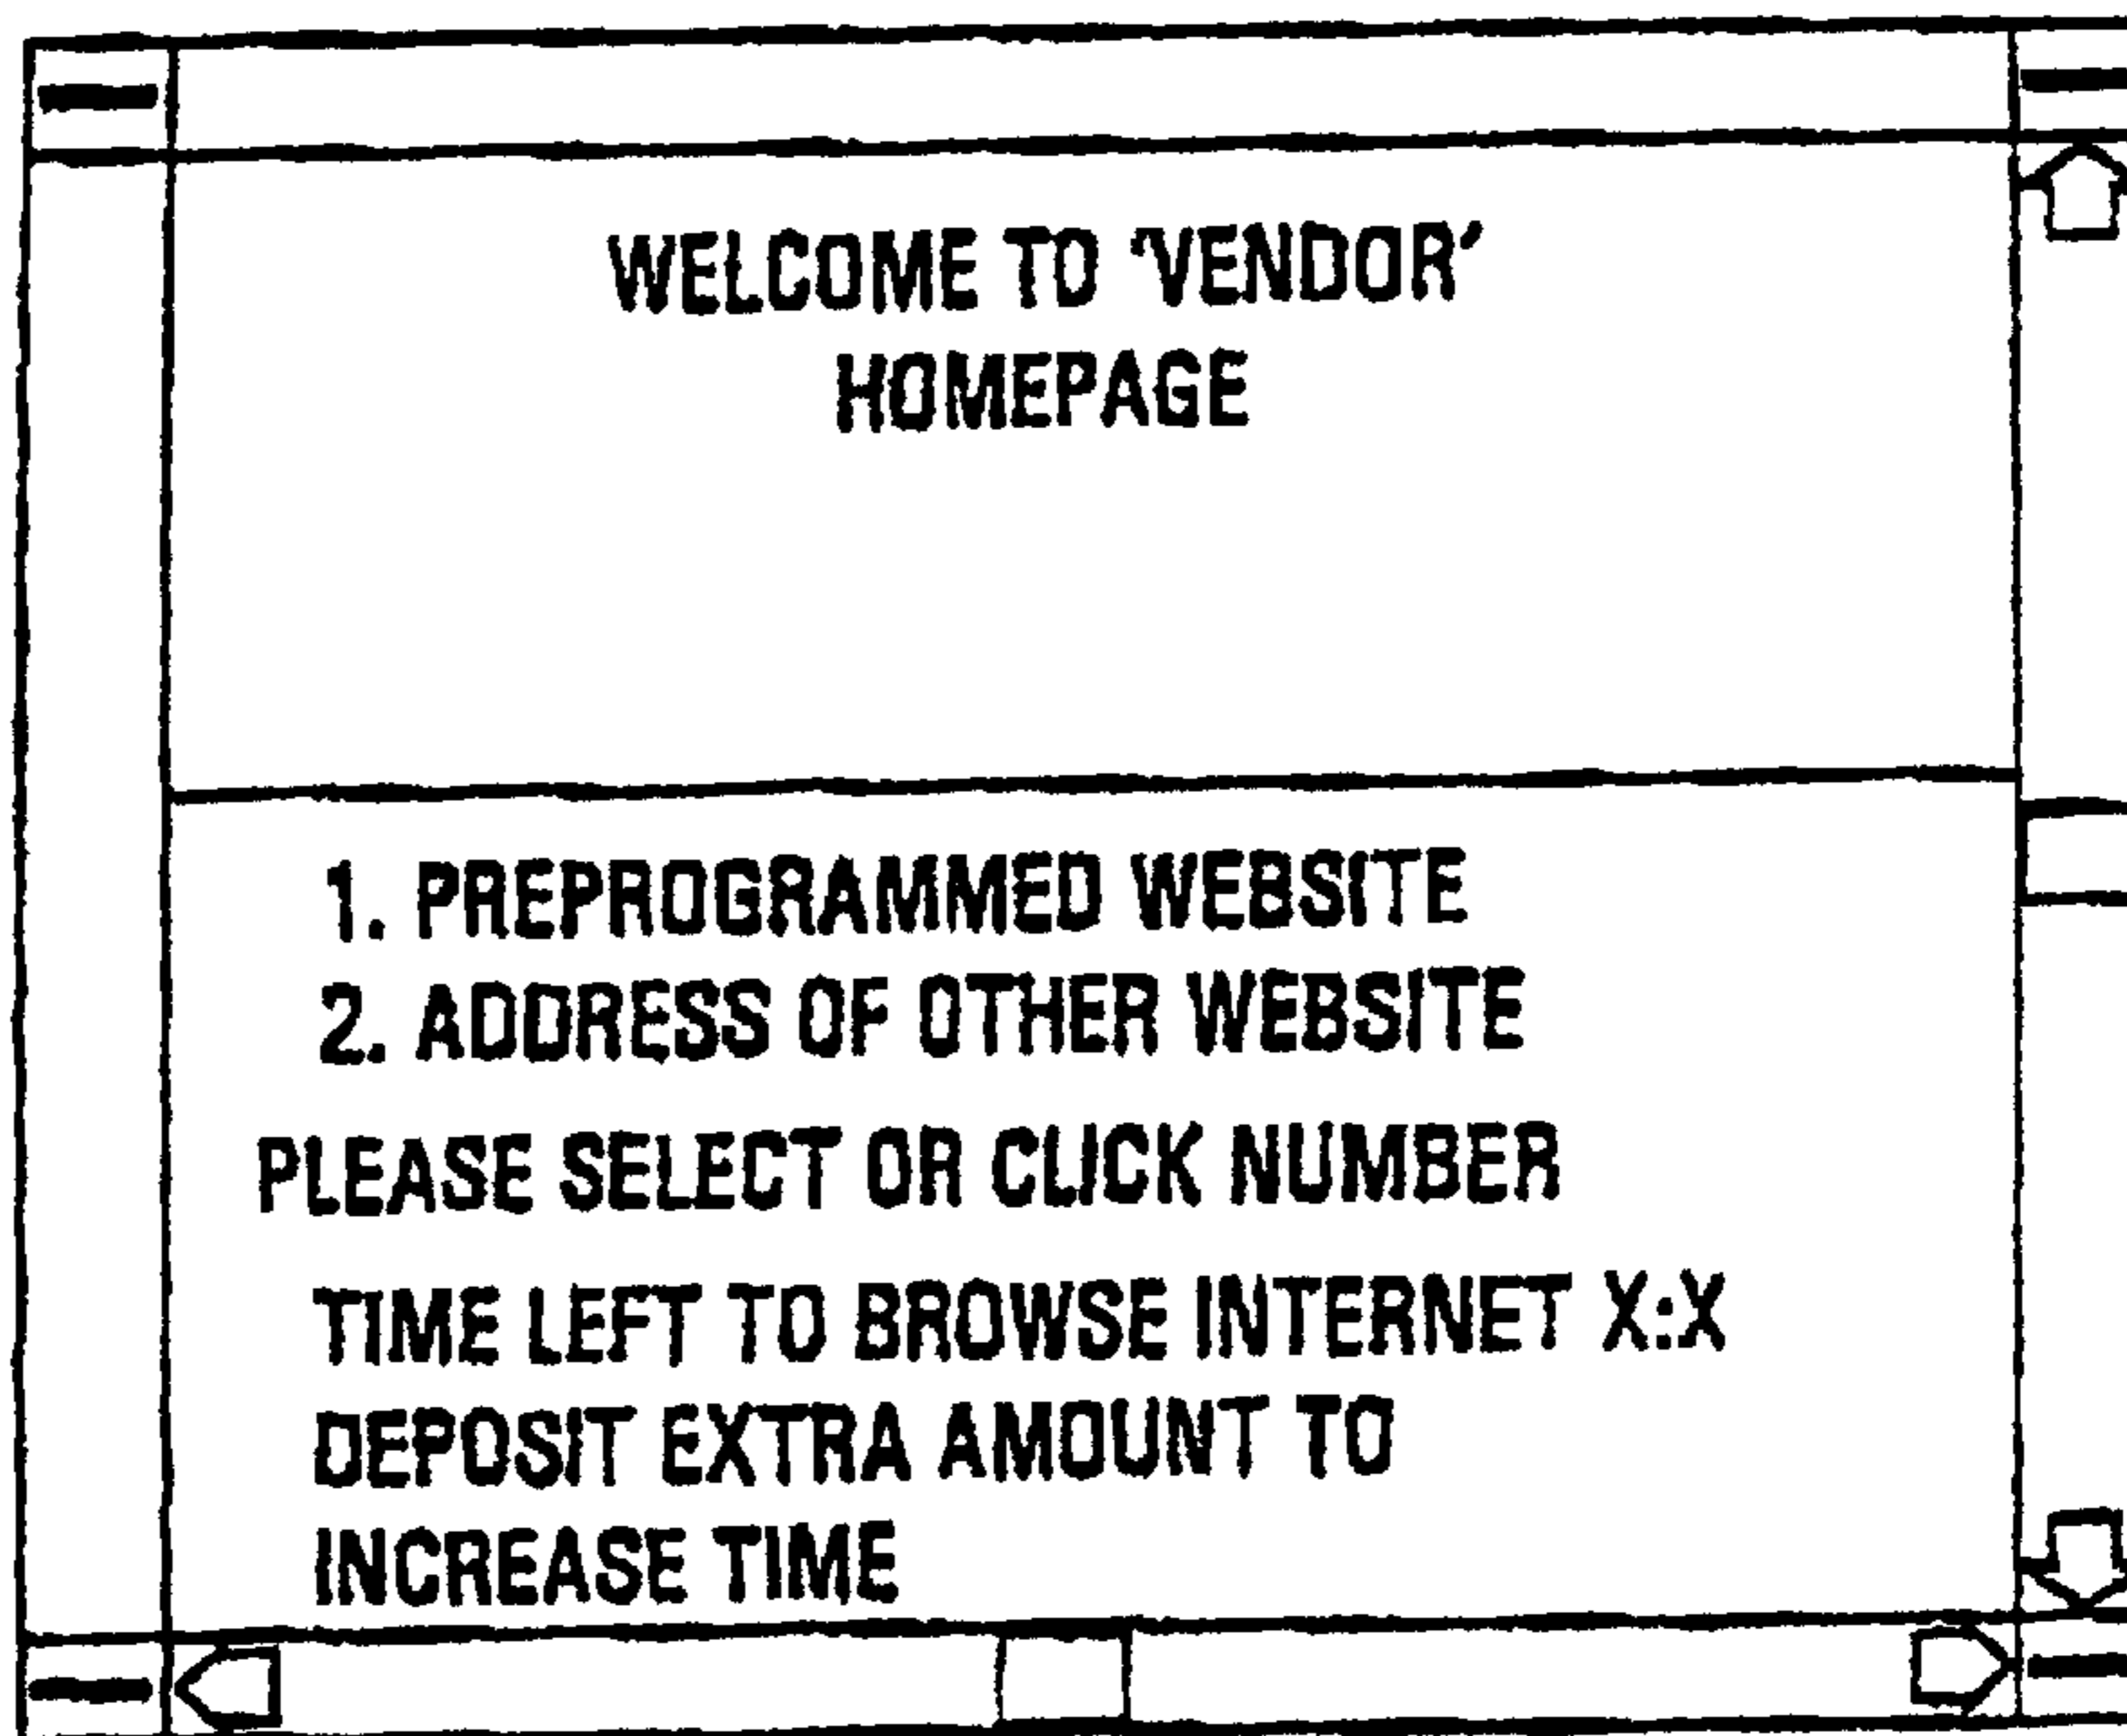 WELCOME TO 'VENDOR'
HOMEPAGE
1. PREPROGRAMMED WEBSITE
2. ADDRESS OF OTHER WEBSITE
PLEASE SELECT OR CLICK NUMBER
TIME LEFT TO BROWSE INTERNET X:X
DEPOSIT EXTRA AMOUNT TO
INCREASE TIME